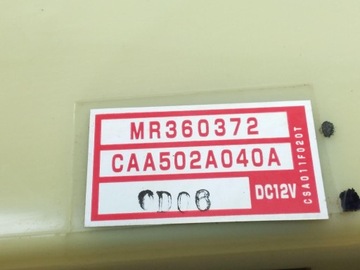 MR360372
CAA502A040A
CDC8
DC12V
CSA011F020T